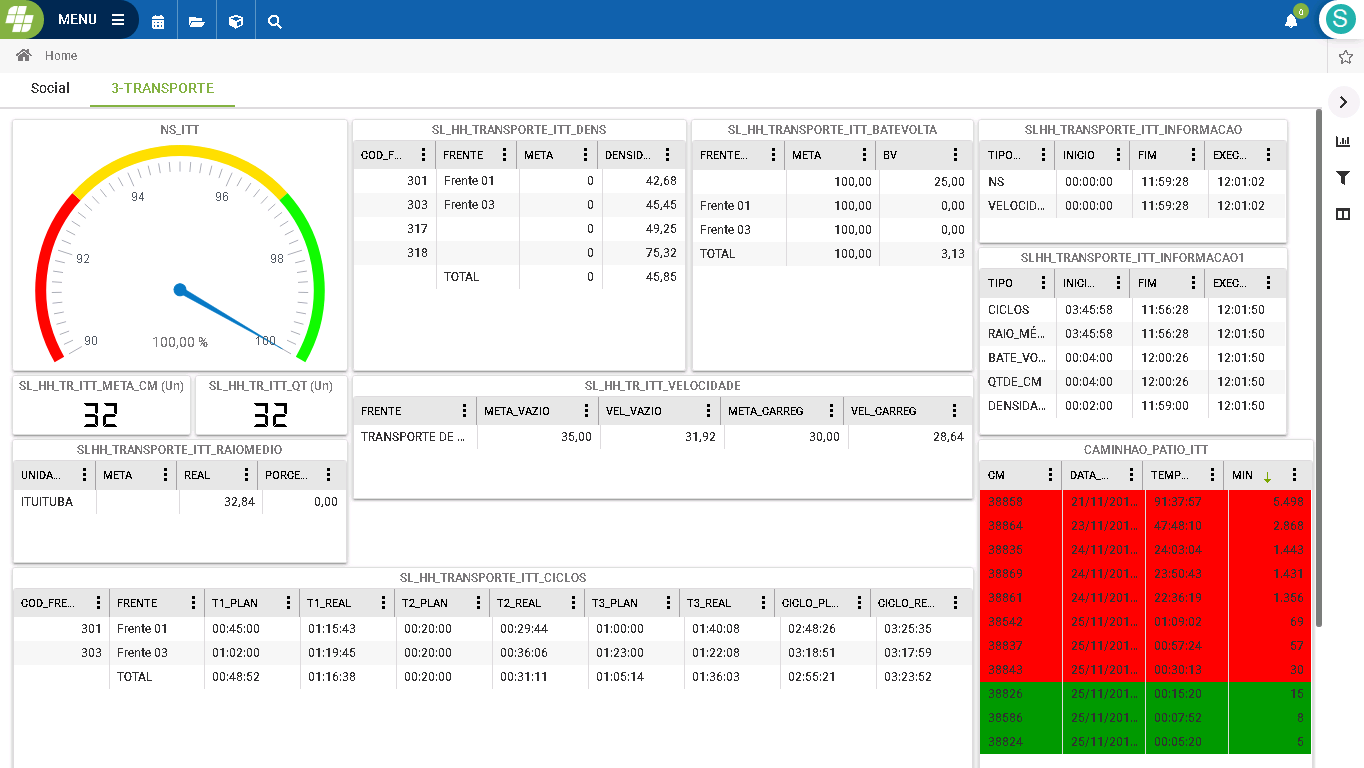 MENU
0
S
Home
Social
3-TRANSPORTE
NS_ITT
94
96
92
98
90
100,00 %
100
SL_HH_TRANSPORTE_ITT_DENS
COD_F... FRENTE META DENSID...
301 Frente 01 0 42,68
303 Frente 03 0 45,45
317 0 49,25
318 0 75,32
TOTAL 0 45,85
SL_HH_TRANSPORTE_ITT_BATEVOLTA
FRENTE... META BV
100,00 25,00
Frente 01 100,00 0,00
Frente 03 100,00 0,00
TOTAL 100,00 3,13
SLHH_TRANSPORTE_ITT_INFORMACAO
TIPO... INICIO FIM EXEC...
NS 00:00:00 11:59:28 12:01:02
VELOCID... 00:00:00 11:59:28 12:01:02
SLHH_TRANSPORTE_ITT_INFORMACAO1
TIPO INICI... FIM EXEC...
CICLOS 03:45:58 11:56:28 12:01:50
RAIO_MÉ... 03:45:58 11:56:28 12:01:50
BATE_VO... 00:04:00 12:00:26 12:01:50
QTDE_CM 00:04:00 12:00:26 12:01:50
DENSIDA... 00:02:00 11:59:00 12:01:50
SL_HH_TR_ITT_META_CM (Un)
32
SL_HH_TR_ITT_QT (Un)
32
SL_HH_TR_ITT_VELOCIDADE
FRENTE META_VAZIO VEL_VAZIO META_CARREG VEL_CARREG
TRANSPORTE DE ... 35,00 31,92 30,00 28,64
SLHH_TRANSPORTE_ITT_RAIOMEDIO
UNIDA... META REAL PORCE...
ITUITUBA 32,84 0,00
CAMINHAO_PATIO_ITT
CM DATA_... TEMP... MIN
38858 21/11/201... 91:37:57 5.498
38864 23/11/201... 47:48:10 2.868
38835 24/11/201... 24:03:04 1.443
38860 24/11/201... 23:50:43 1.431
38861 24/11/201... 22:36:19 1.356
38542 25/11/201... 01:09:02 69
38837 25/11/201... 00:57:24 57
38843 25/11/201... 00:30:13 30
38826 25/11/201... 00:15:20 15
38586 25/11/201... 00:07:52 8
38824 25/11/201... 00:05:20 5
SL_HH_TRANSPORTE_ITT_CICLOS
COD_FRE... FRENTE T1_PLAN T1_REAL T2_PLAN T2_REAL T3_PLAN T3_REAL CICLO_PL... CICLO_RE...
301 Frente 01 00:45:00 01:15:43 00:20:00 00:29:44 01:00:00 01:40:08 02:48:26 03:25:35
303 Frente 03 01:02:00 01:19:45 00:20:00 00:36:06 01:23:00 01:22:08 03:18:51 03:17:59
TOTAL 00:48:52 01:16:38 00:20:00 00:31:11 01:05:14 01:36:03 02:55:21 03:23:52